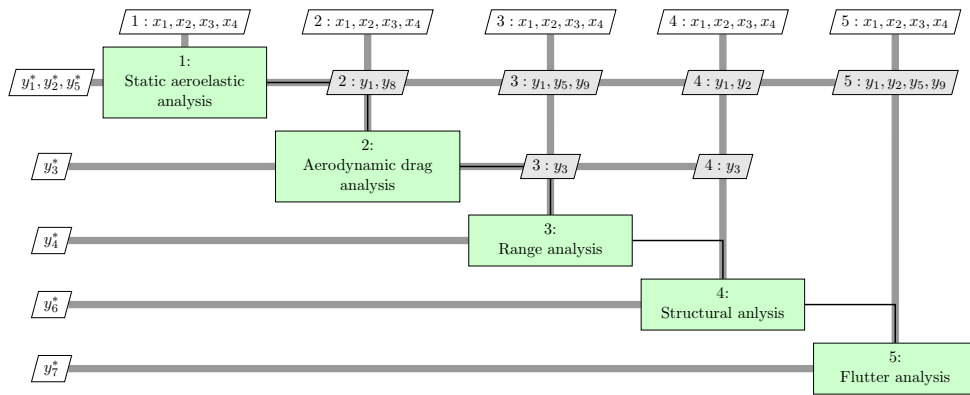 1 : x₁, x₂, x₃, x₄
2 : x₁, x₂, x₃, x₄
3 : x₁, x₂, x₃, x₄
4 : x₁, x₂, x₃, x₄
5 : x₁, x₂, x₃, x₄
y₁*, y₂*, y₅*
1:
Static aeroelastic
analysis
2 : y₁, y₈
3 : y₁, y₅, y₉
4 : y₁, y₂
5 : y₁, y₂, y₅, y₉
y₃*
2:
Aerodynamic drag
analysis
3 : y₃
4 : y₃
y₄*
3:
Range analysis
y₆*
4:
Structural anlysis
y₇*
5:
Flutter analysis